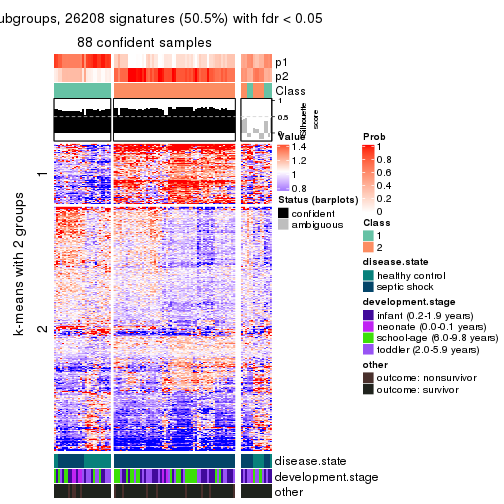 ubgroups, 26208 signatures (50.5%) with fdr < 0.05
88 confident samples
p1
p2
Class
1
0.5
0
Silhouette
score
k-means with 2 groups
1
2
Value
1.4
1.2
1
0.8
Status (barplots)
confident
ambiguous
Prob
1
0.8
0.6
0.4
0.2
0
Class
1
2
disease.state
healthy control
septic shock
development.stage
infant (0.2-1.9 years)
neonate (0.0-0.1 years)
school-age (6.0-9.8 years)
toddler (2.0-5.9 years)
other
outcome: nonsurvivor
outcome: survivor
disease.state
development.stage
other